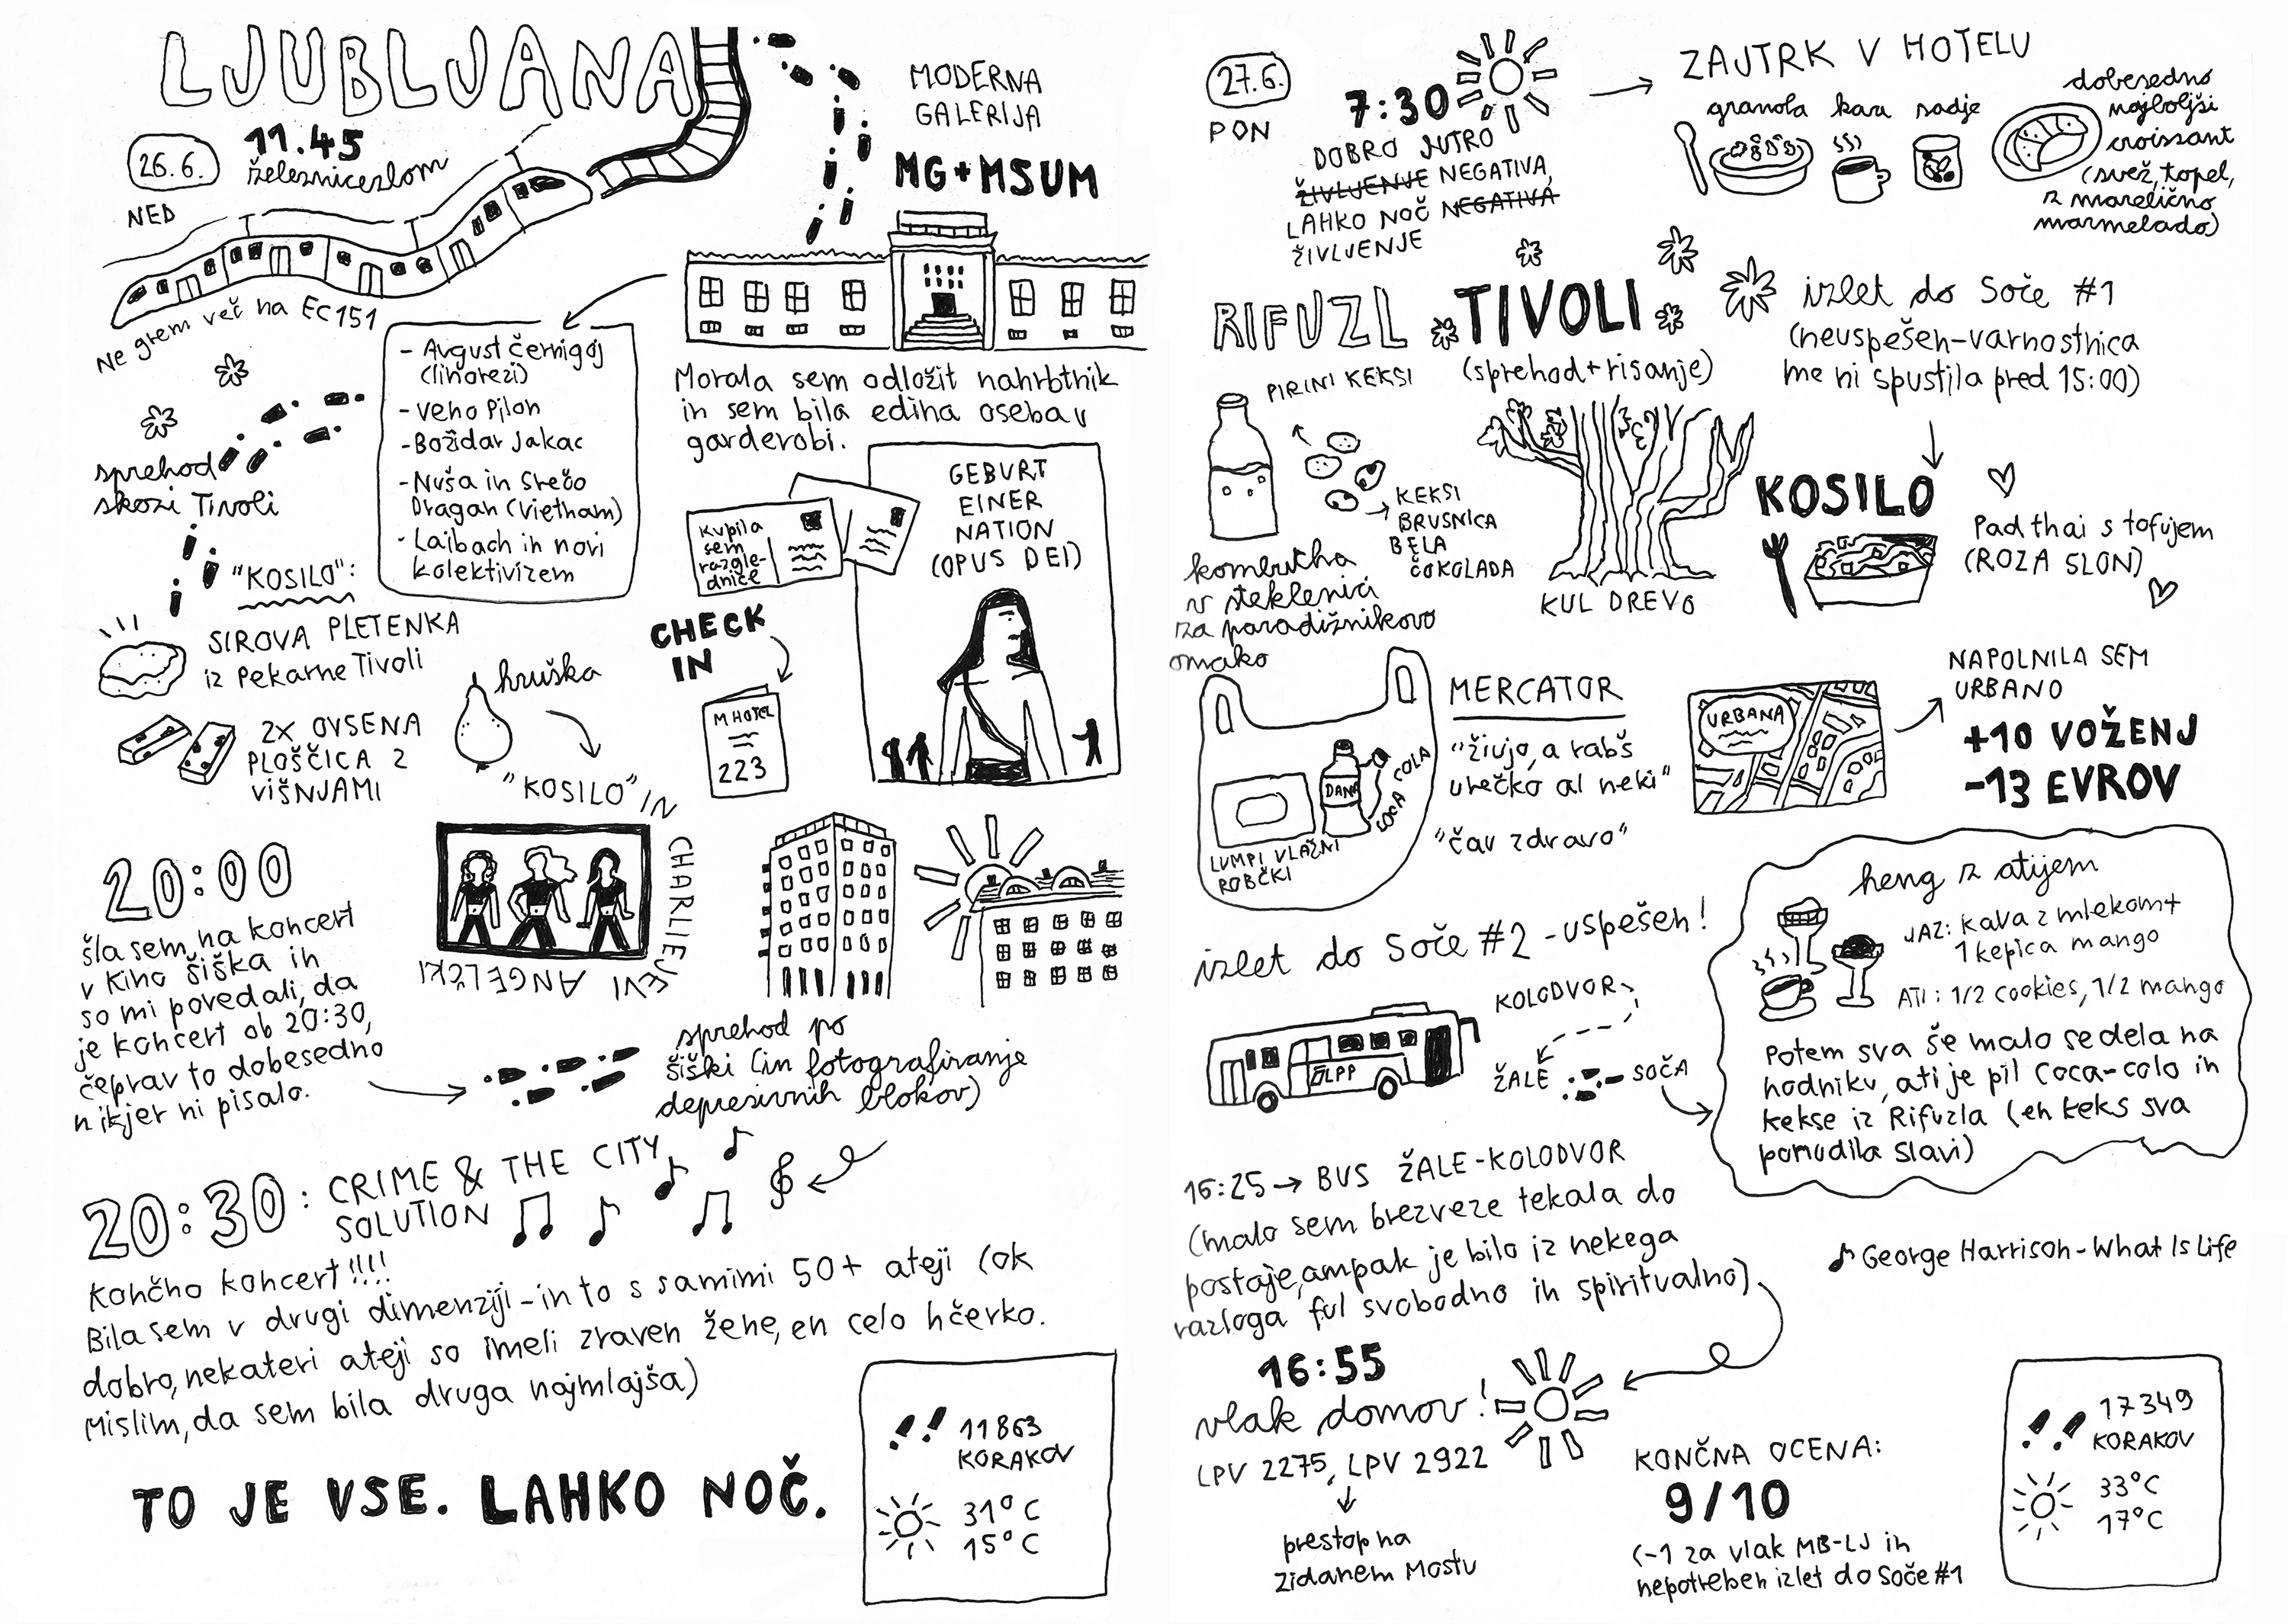 LJUBLJANA
26.6.
NED
11.45
železnicezlom
Ne grem več na EC151
MODERNA
GALERIJA
MG+MSUM
- Avgust Černigoj
(linorezi)
- Veno Pilon
- Božidar Jakac
- Nuša in Srečo
Dragan (Vietnam)
- Laibach in novi
kolektivizem
Morala sem odložit nahrbtnik
in sem bila edina oseba v
garderobi.
Kupila
sem
razgle-
dnice
GEBURT
EINER
NATION
(OPUS DEI)
sprehod
skozi Tivoli
"KOSILO":
SIROVA PLETENKA
iz Pekarne Tivoli
2X OVSENA
PLOŠČICA Z
VIŠNJAMI
hruška
CHECK
IN
M HOTEL
223
"KOSILO" IN
CHARLIEJEVI
ANGELČKI
20:00
šla sem na koncert
v Kino Šiška in
so mi povedali, da
je koncert ob 20:30,
čeprav to dobesedno
nikjer ni pisalo.
sprehod po
Šiški (in fotografiranje
depresivnih blokov)
20:30: CRIME & THE CITY
SOLUTION
Končno koncert!!!!
Bila sem v drugi dimenziji - in to s samimi 50+ ateji (ok
dobro, nekateri ateji so imeli zraven žene, en celo hčerko.
Mislim, da sem bila druga najmlajša)
TO JE VSE. LAHKO NOČ.
11863
KORAKOV
31°C
15°C
27.6.
PON
7:30
DOBRO JUTRO
ŽIVLJENJE NEGATIVA,
LAHKO NOČ NEGATIVA
ŽIVLJENJE
ZAJTRK V HOTELU
granola kava sadje
dobesedno
najboljši
croissant
(svež, topel,
z marelično
marmelado)
RIFUZL
PIRINI KEKSI
KEKSI
BRUSNICA
BELA
ČOKOLADA
kombucha
v steklenici
za paradižnikovo
omako
TIVOLI
(sprehod+risanje)
KUL DREVO
izlet do Soče #1
(neuspešen-varnostnica
me ni spustila pred 15:00)
KOSILO
Pad thai s tofujem
(ROZA SLON)
MERCATOR
"živjo, a rabš
vrečko al neki"
"čav zdravo"
DANA
COCA COLA
LUMPI VLAŽNI
ROBČKI
URBANA
NAPOLNILA SEM
URBANO
+10 VOŽENJ
-13 EVROV
izlet do Soče #2 - uspešen!
LPP
KOLODVOR
ŽALE
SOČA
heng z atijem
JAZ: kava z mlekom+
1 kepica mango
ATI: 1/2 cookies, 1/2 mango
Potem sva še malo sedela na
hodniku, ati je pil Coca-colo in
kekse iz Rifuzla (en keks sva
ponudila Slavi)
16:25→ BUS ŽALE-KOLODVOR
(malo sem brezveze tekala do
postaje, ampak je bilo iz nekega
razloga ful svobodno in spiritualno)
George Harrison - What Is Life
16:55
vlak domov!
LPV 2275, LPV 2922
prestop na
Zidanem Mostu
KONČNA OCENA:
9/10
(-1 za vlak MB-LJ in
nepotreben izlet do Soče #1
17349
KORAKOV
33°C
17°C